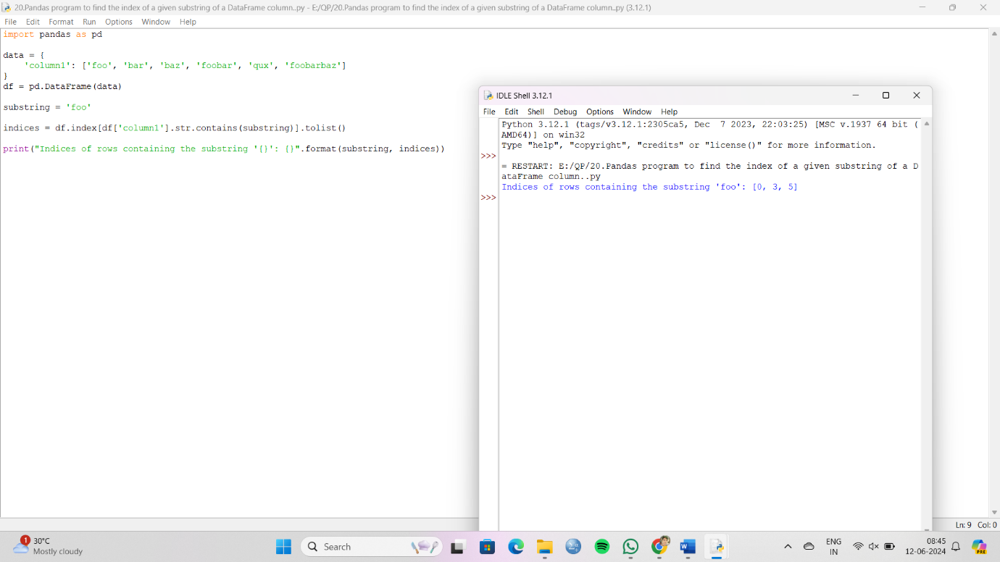 20.Pandas program to find the index of a given substring of a DataFrame column..py - E:/QP/20.Pandas program to find the index of a given substring of a DataFrame column..py (3.12.1)
File Edit Format Run Options Window Help
import pandas as pd
data = {
    'column1': ['foo', 'bar', 'baz', 'foobar', 'qux', 'foobarbaz']
}
df = pd.DataFrame(data)
substring = 'foo'
indices = df.index[df['column1'].str.contains(substring)].tolist()
print("Indices of rows containing the substring '{}': {}".format(substring, indices))
IDLE Shell 3.12.1
File Edit Shell Debug Options Window Help
Python 3.12.1 (tags/v3.12.1:2305ca5, Dec  7 2023, 22:03:25) [MSC v.1937 64 bit (
AMD64)] on win32
Type "help", "copyright", "credits" or "license()" for more information.
>>>
= RESTART: E:/QP/20.Pandas program to find the index of a given substring of a D
ataFrame column..py
Indices of rows containing the substring 'foo': [0, 3, 5]
>>>
Ln: 9 Col: 0
1
30°C
Mostly cloudy
Search
W
ENG
IN
08:45
12-06-2024
PRE